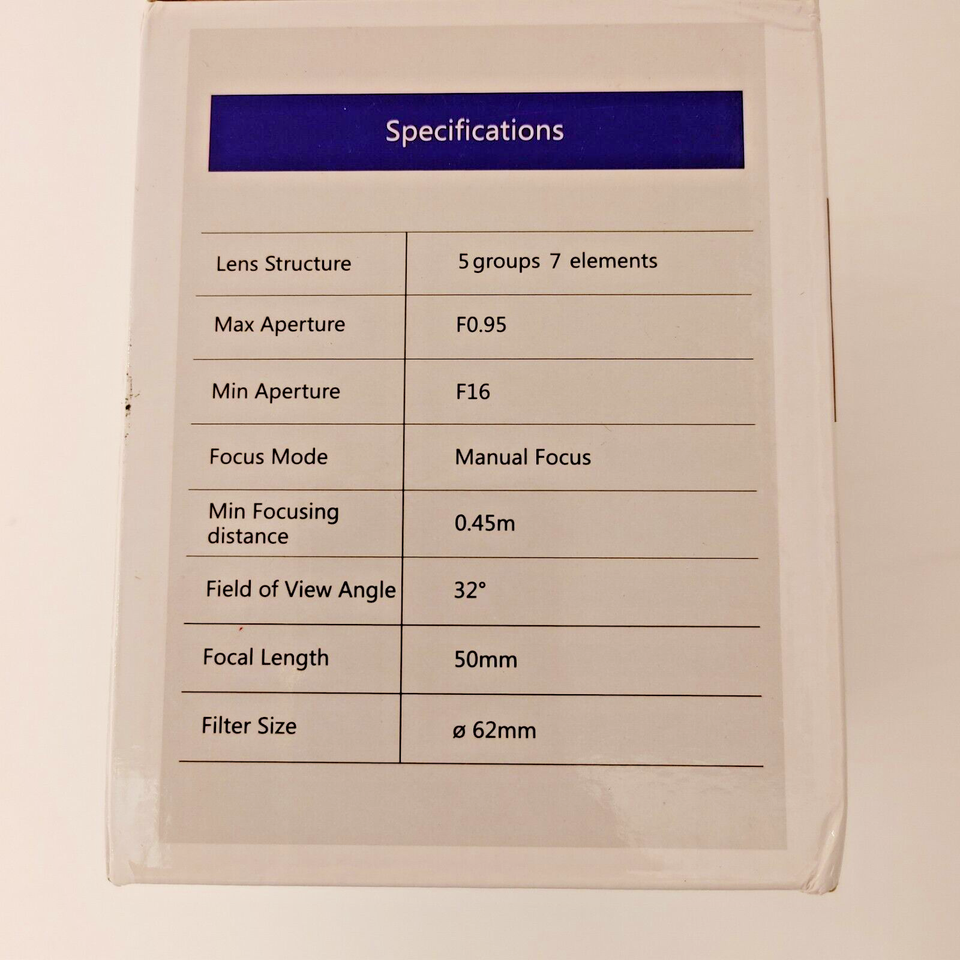 Specifications
Lens Structure 5 groups 7 elements
Max Aperture F0.95
Min Aperture F16
Focus Mode Manual Focus
Min Focusing
distance 0.45m
Field of View Angle 32°
Focal Length 50mm
Filter Size ø 62mm